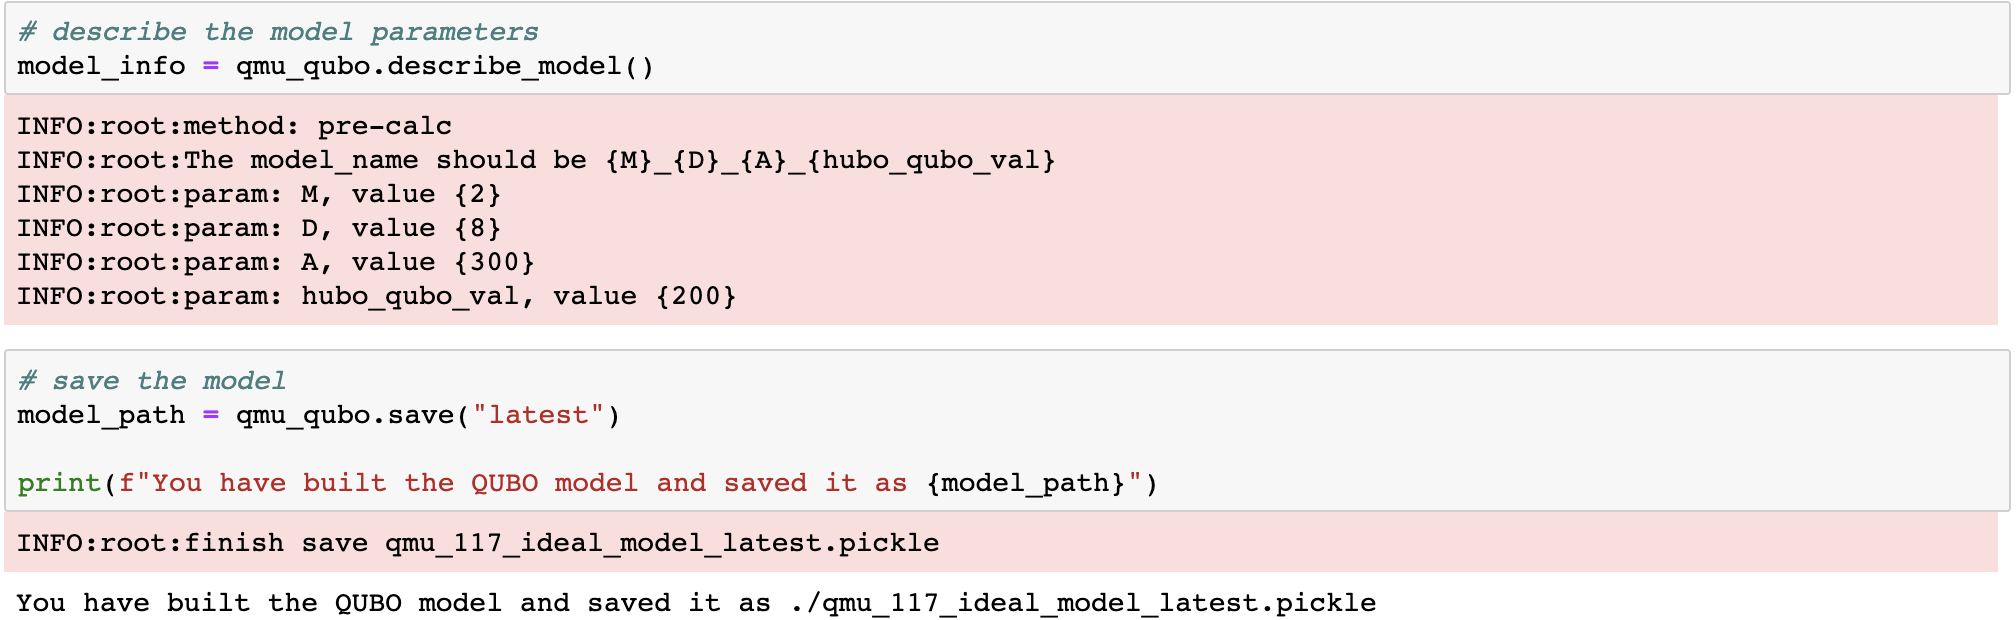 # describe the model parameters
model_info = qmu_qubo.describe_model()
INFO:root:method: pre-calc
INFO:root:The model_name should be {M}_{D}_{A}_{hubo_qubo_val}
INFO:root:param: M, value {2}
INFO:root:param: D, value {8}
INFO:root:param: A, value {300}
INFO:root:param: hubo_qubo_val, value {200}
# save the model
model_path = qmu_qubo.save("latest")
print(f"You have built the QUBO model and saved it as {model_path}")
INFO:root:finish save qmu_117_ideal_model_latest.pickle
You have built the QUBO model and saved it as ./qmu_117_ideal_model_latest.pickle